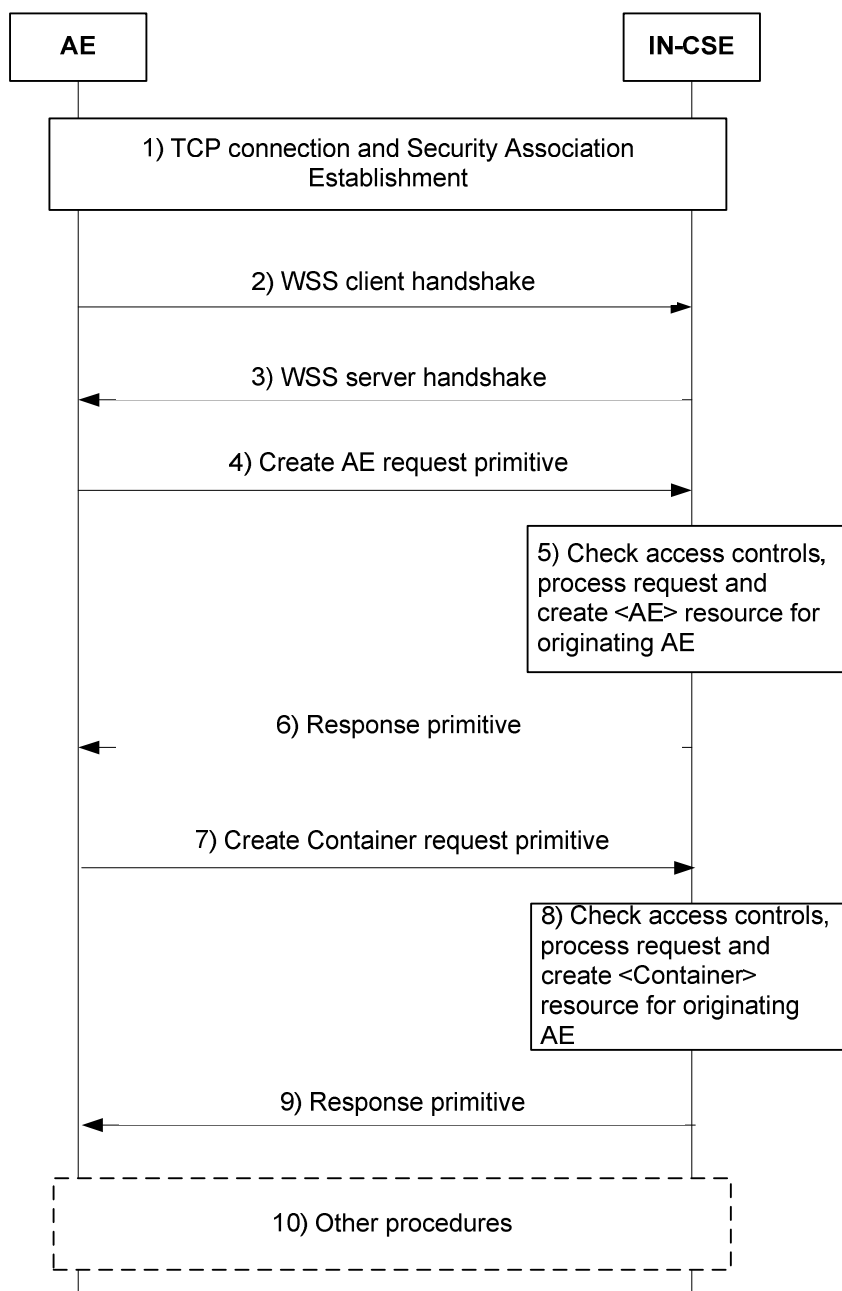 AE
IN-CSE
1) TCP connection and Security Association
Establishment
2) WSS client handshake
3) WSS server handshake
4) Create AE request primitive
5) Check access controls,
process request and
create <AE> resource for
originating AE
6) Response primitive
7) Create Container request primitive
8) Check access controls,
process request and
create <Container>
resource for originating
AE
9) Response primitive
10) Other procedures